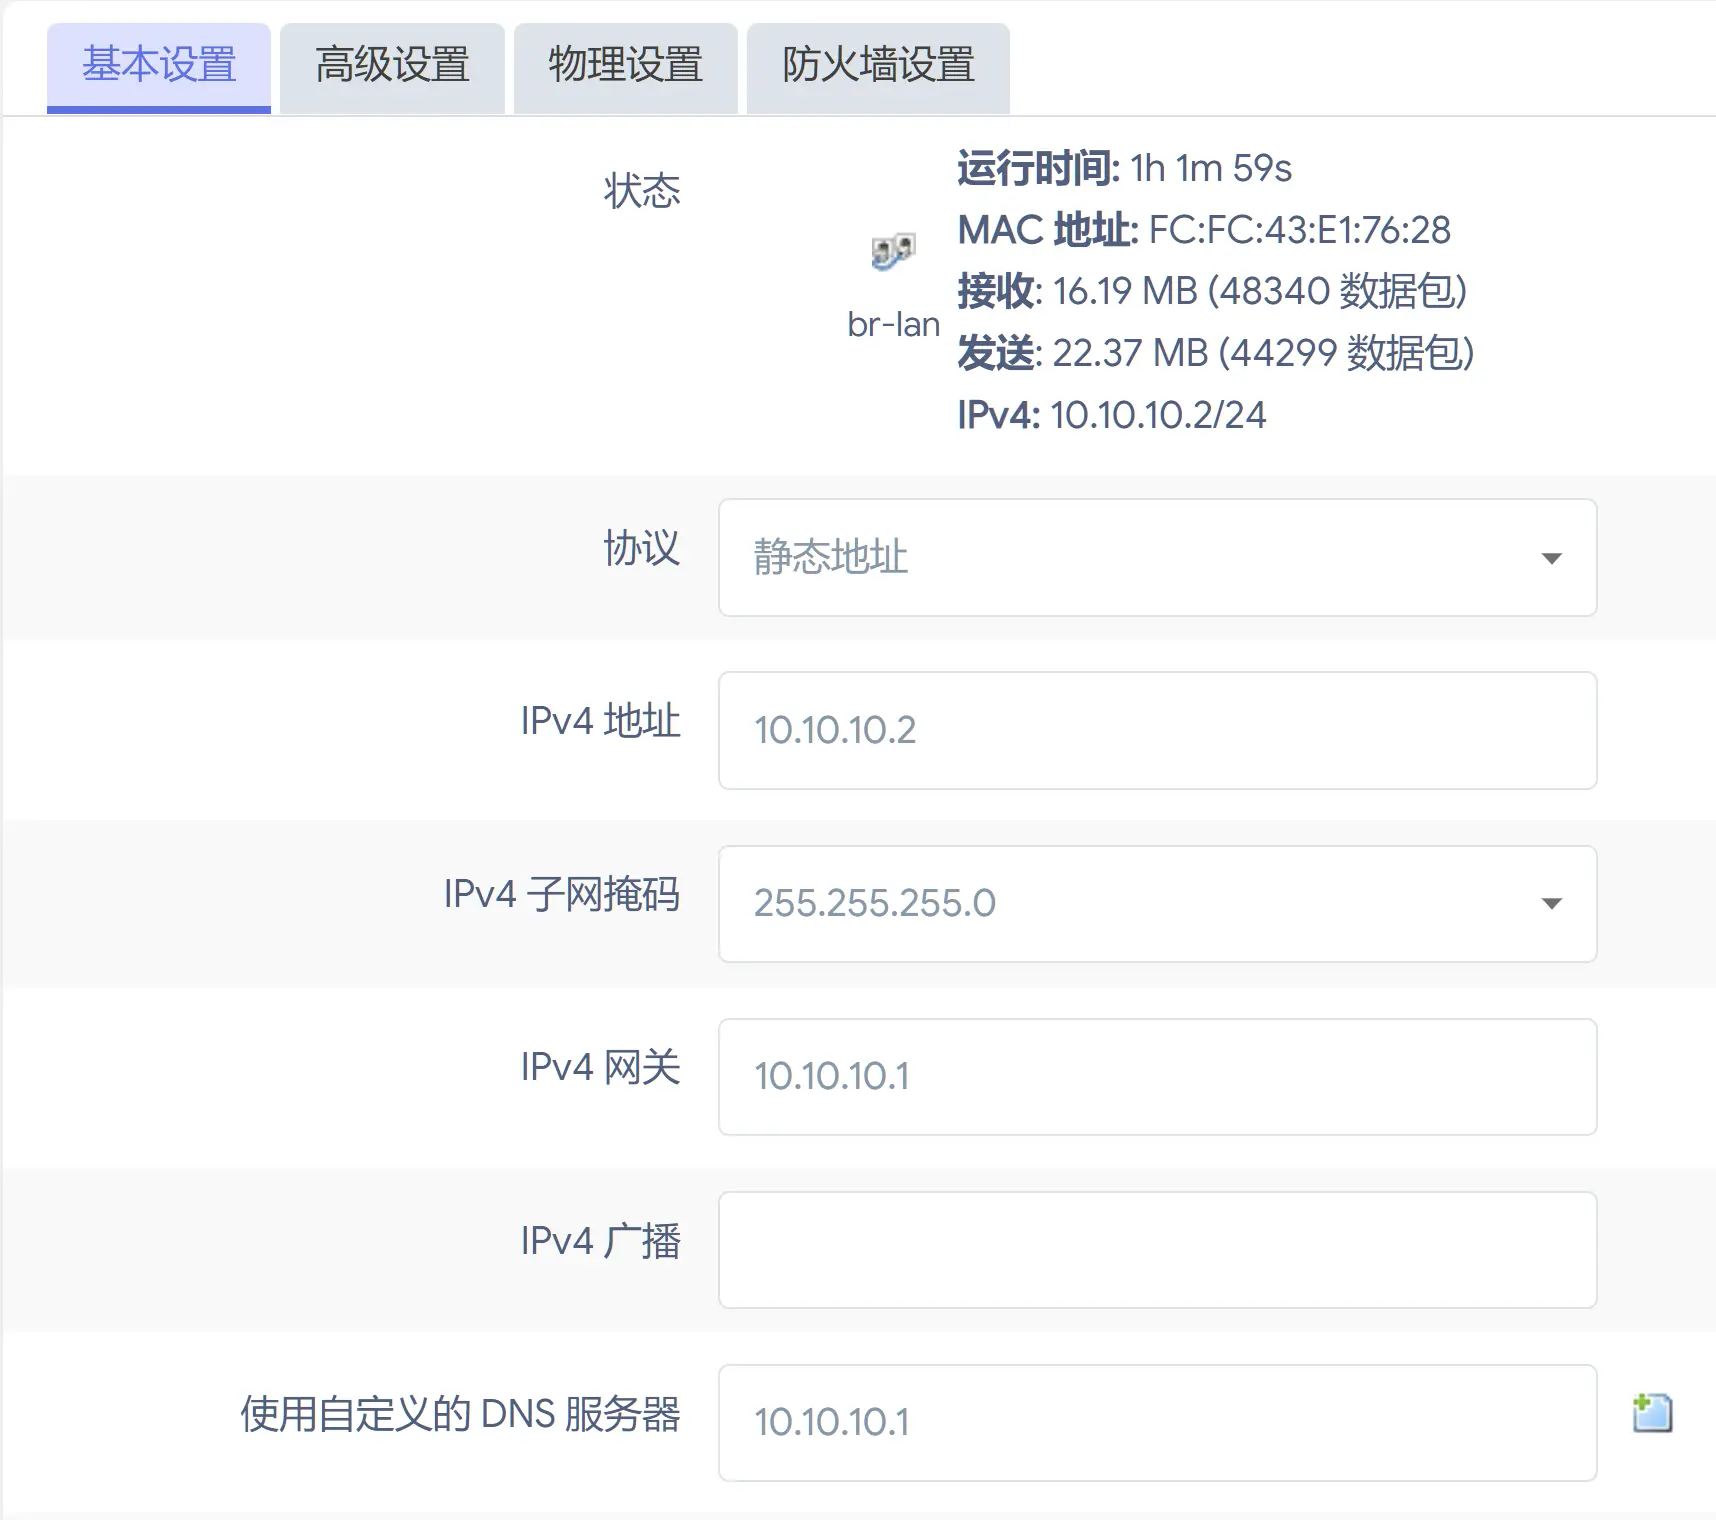 基本设置 高级设置 物理设置 防火墙设置
状态
br-lan
运行时间: 1h 1m 59s
MAC 地址: FC:FC:43:E1:76:28
接收: 16.19 MB (48340 数据包)
发送: 22.37 MB (44299 数据包)
IPv4: 10.10.10.2/24
协议 静态地址
IPv4 地址 10.10.10.2
IPv4 子网掩码 255.255.255.0
IPv4 网关 10.10.10.1
IPv4 广播
使用自定义的 DNS 服务器 10.10.10.1